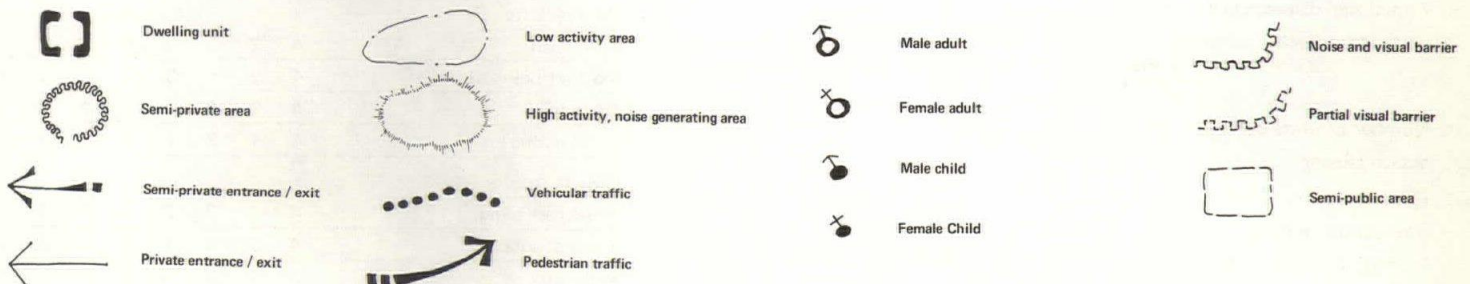 Dwelling unit
Semi-private area
Semi-private entrance / exit
Private entrance / exit
Low activity area
High activity, noise generating area
Vehicular traffic
Pedestrian traffic
Male adult
Female adult
Male child
Female Child
Noise and visual barrier
Partial visual barrier
Semi-public area